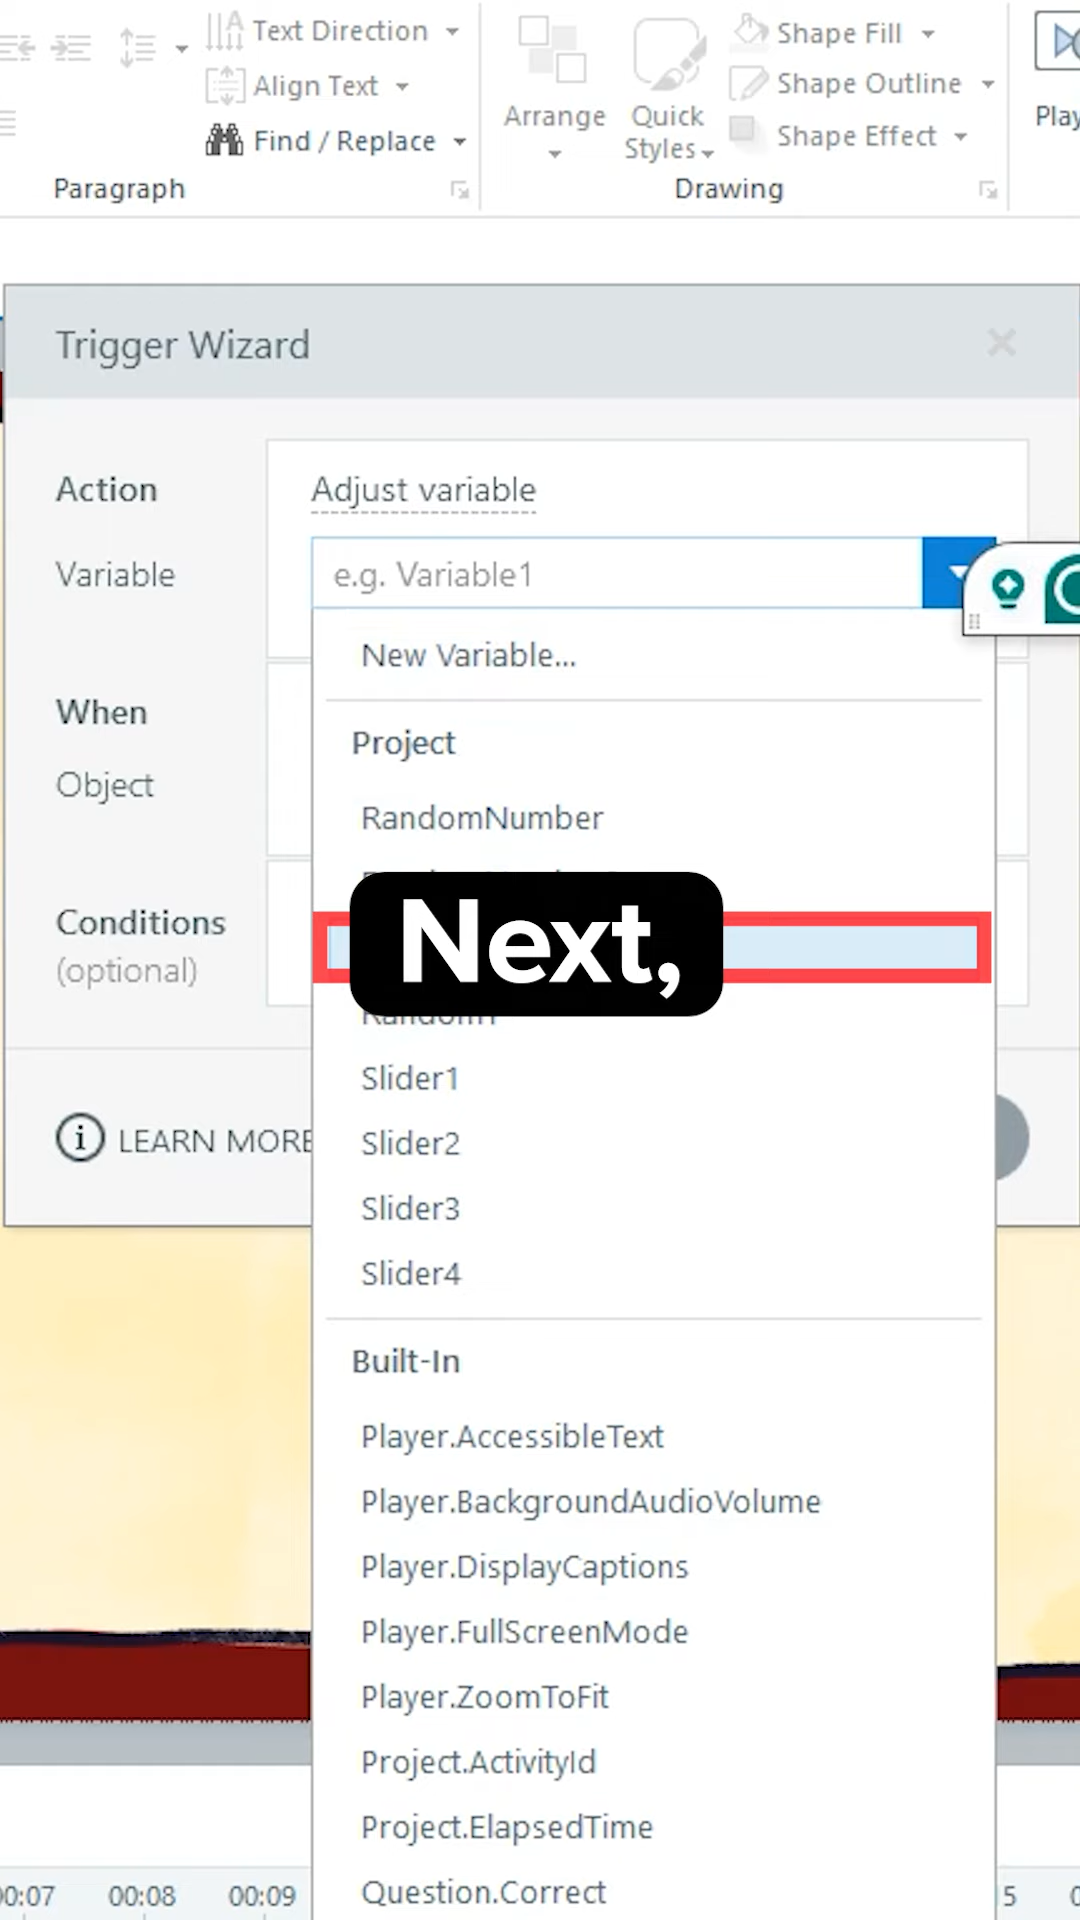 Text Direction
Align Text
Find / Replace
Paragraph
Arrange
Quick
Styles
Shape Fill
Shape Outline
Shape Effect
Drawing
Trigger Wizard
Action
Adjust variable
Variable
e.g. Variable1
New Variable...
When
Project
Object
RandomNumber
Conditions
(optional)
Next,
Slider1
LEARN MORE
Slider2
Slider3
Slider4
Built-In
Player.AccessibleText
Player.BackgroundAudioVolume
Player.DisplayCaptions
Player.FullScreenMode
Player.ZoomToFit
Project.ActivityId
Project.ElapsedTime
Question.Correct
00:07 00:08 00:09